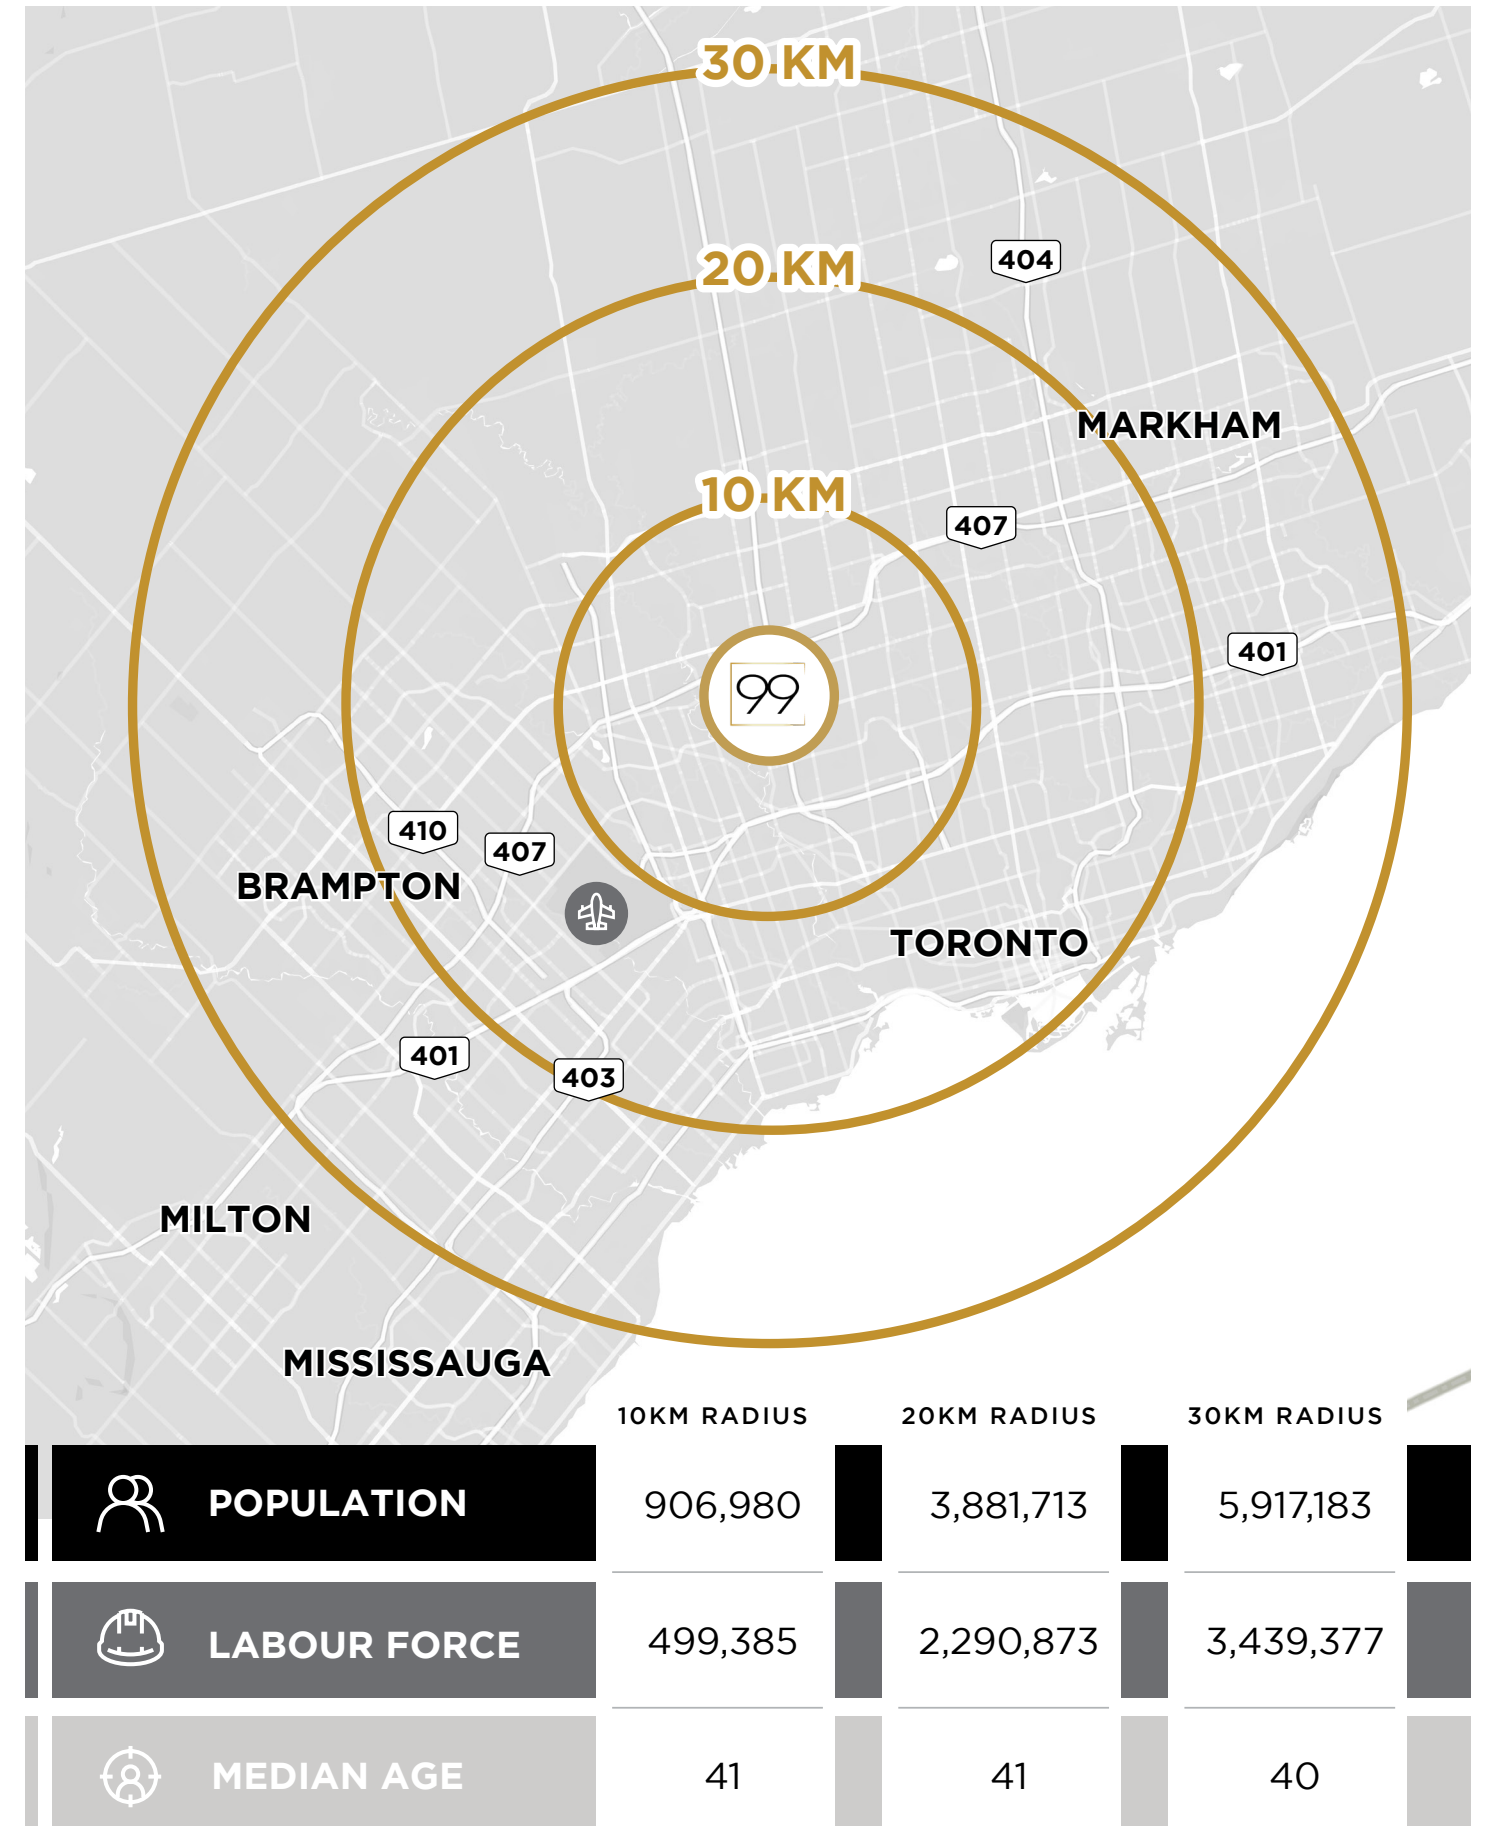 30 KM
20 KM
404
MARKHAM
10 KM
407
401
99
410
407
BRAMPTON
TORONTO
401
403
MILTON
MISSISSAUGA
10KM RADIUS 20KM RADIUS 30KM RADIUS
POPULATION 906,980 3,881,713 5,917,183
LABOUR FORCE 499,385 2,290,873 3,439,377
MEDIAN AGE 41 41 40